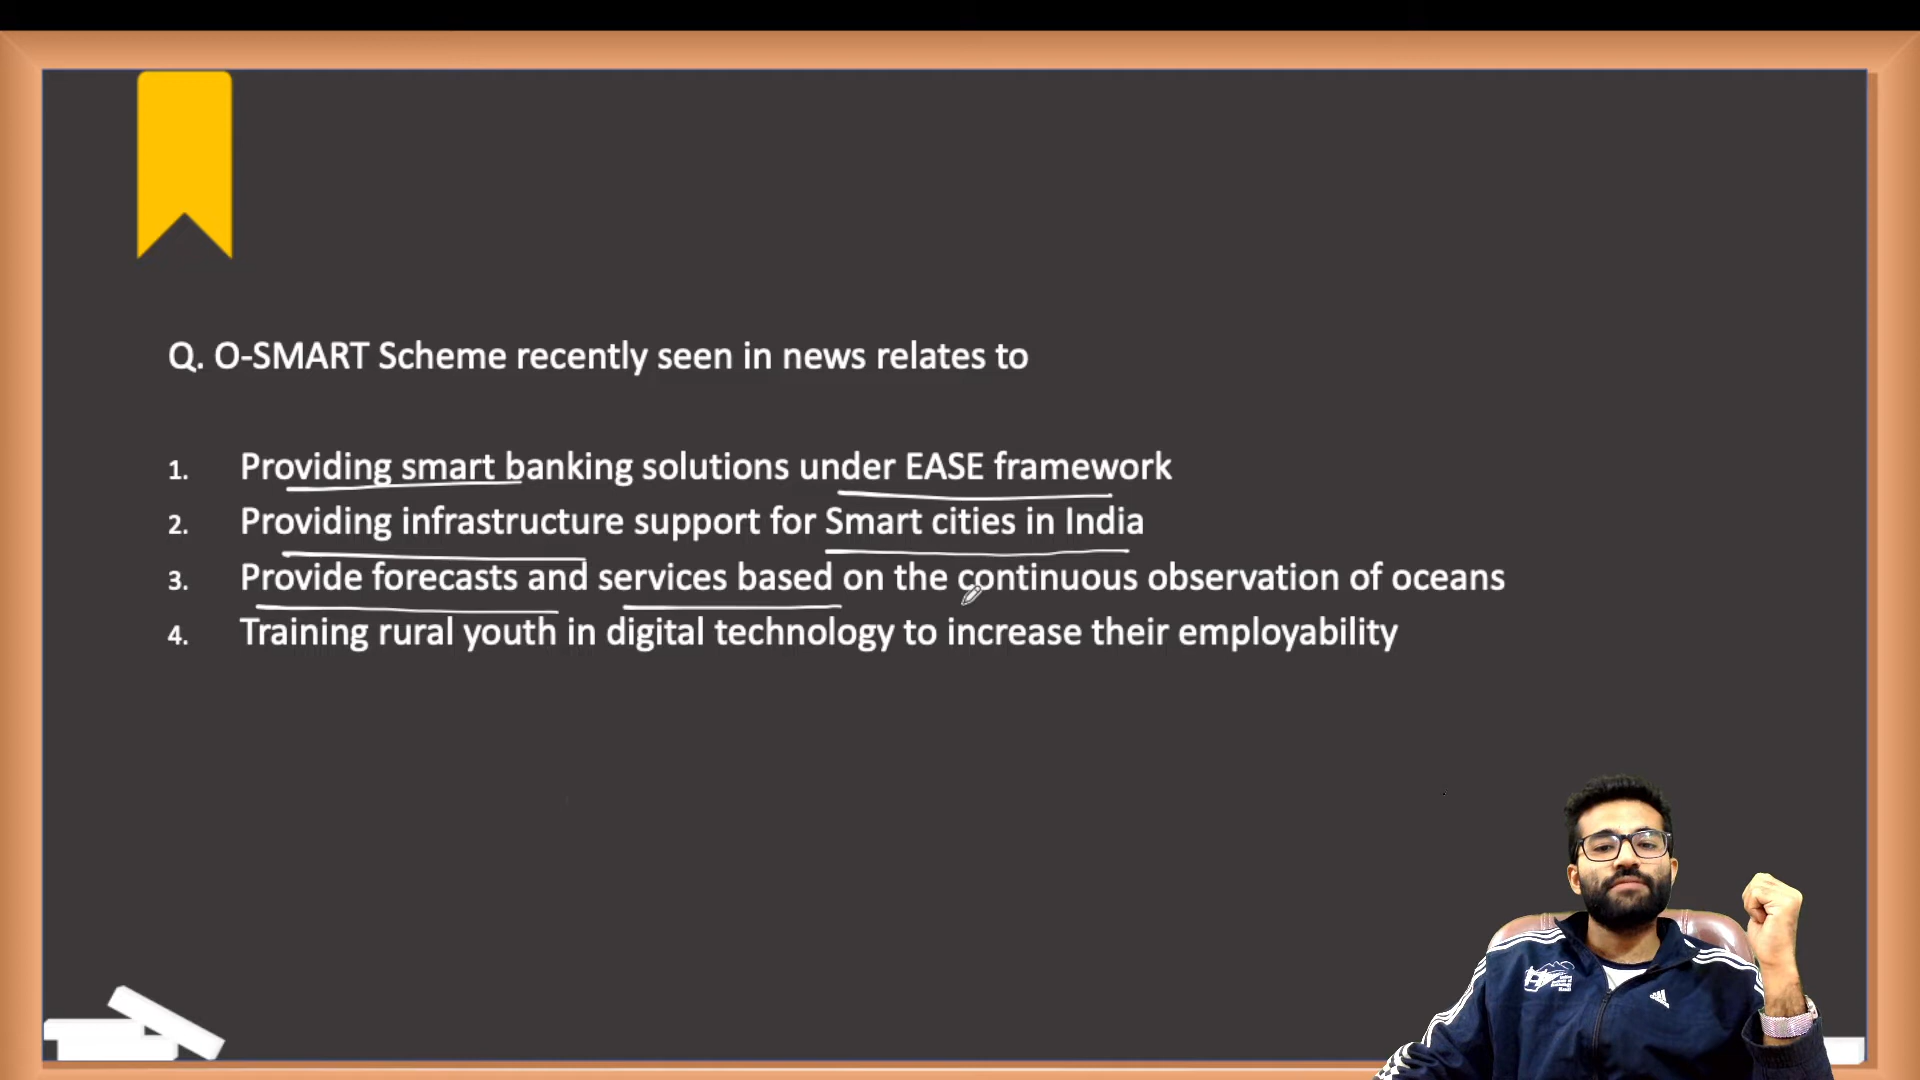 Q. O-SMART Scheme recently seen in news relates to
1. Providing smart banking solutions under EASE framework
2. Providing infrastructure support for Smart cities in India
3. Provide forecasts and services based on the continuous observation of oceans
4. Training rural youth in digital technology to increase their employability